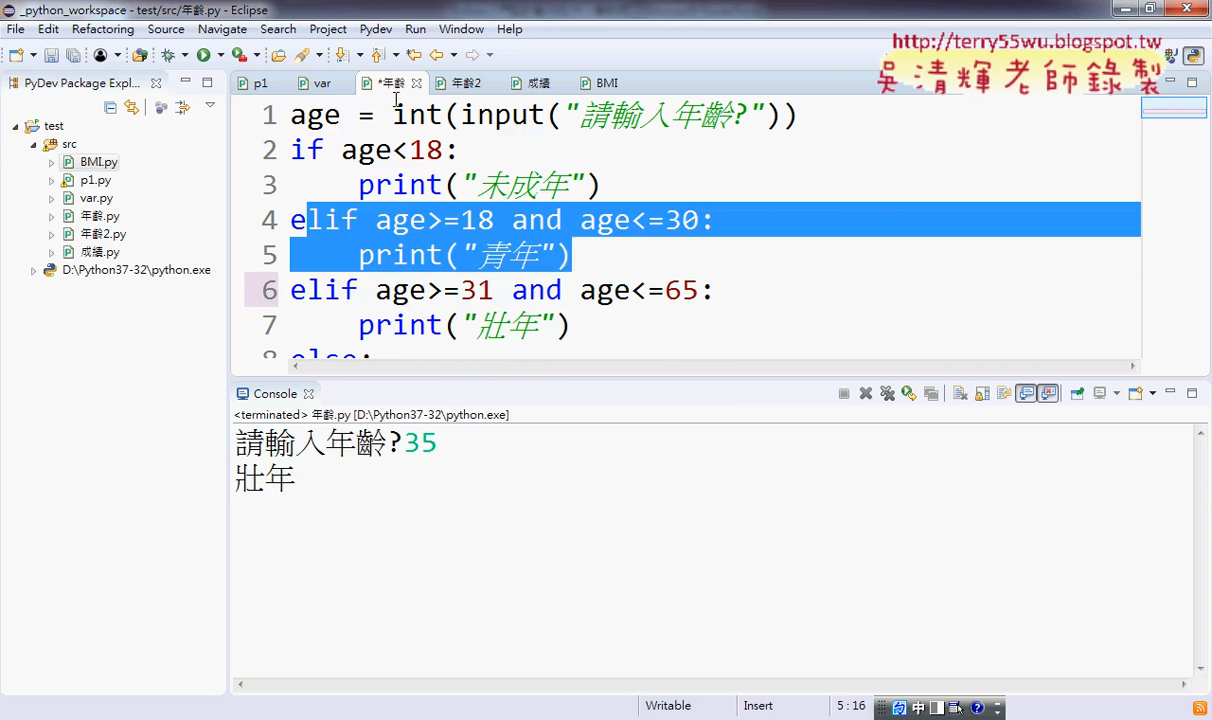 _python_workspace - test/src/年齡.py - Eclipse
File Edit Refactoring Source Navigate Search Project Pydev Run Window Help
http://terry55wu.blogspot.tw
吳清輝老師錄製
PyDev Package Expl...
p1
var
*年齡
年齡2
成績
BMI
test
src
BMI.py
p1.py
var.py
年齡.py
年齡2.py
成績.py
D:\Python37-32\python.exe
1 age = int(input("請輸入年齡?"))
2 if age<18:
3 print("未成年")
4 elif age>=18 and age<=30:
5 print("青年")
6 elif age>=31 and age<=65:
7 print("壯年")
8 else:
Console
<terminated> 年齡.py [D:\Python37-32\python.exe]
請輸入年齡?35
壯年
Writable Insert 5:16 中